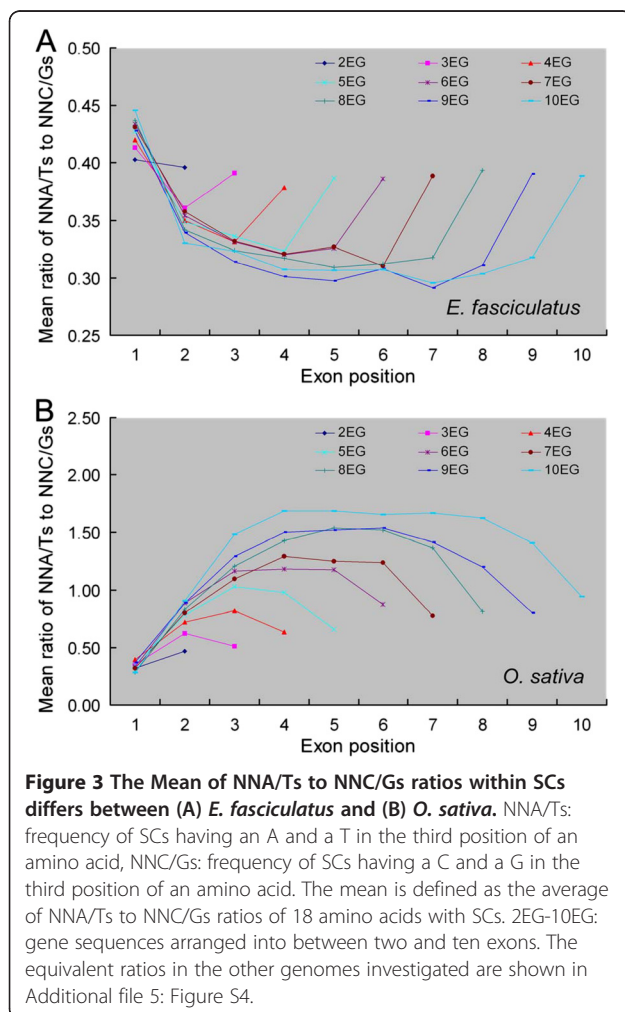 A
0.50
0.45
0.40
0.35
0.30
0.25
Mean ratio of NNA/Ts to NNC/Gs
2EG 3EG 4EG
5EG 6EG 7EG
8EG 9EG 10EG
E. fasciculatus
1 2 3 4 5 6 7 8 9 10
Exon position
B
2.50
2.00
1.50
1.00
0.50
0.00
Mean ratio of NNA/Ts to NNC/Gs
2EG 3EG 4EG
5EG 6EG 7EG
8EG 9EG 10EG
O. sativa
1 2 3 4 5 6 7 8 9 10
Exon position
Figure 3 The Mean of NNA/Ts to NNC/Gs ratios within SCs
differs between (A) E. fasciculatus and (B) O. sativa. NNA/Ts:
frequency of SCs having an A and a T in the third position of an
amino acid, NNC/Gs: frequency of SCs having a C and a G in the
third position of an amino acid. The mean is defined as the average
of NNA/Ts to NNC/Gs ratios of 18 amino acids with SCs. 2EG-10EG:
gene sequences arranged into between two and ten exons. The
equivalent ratios in the other genomes investigated are shown in
Additional file 5: Figure S4.